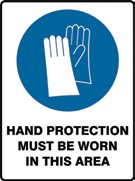 HAND PROTECTION
MUST BE WORN
IN THIS AREA